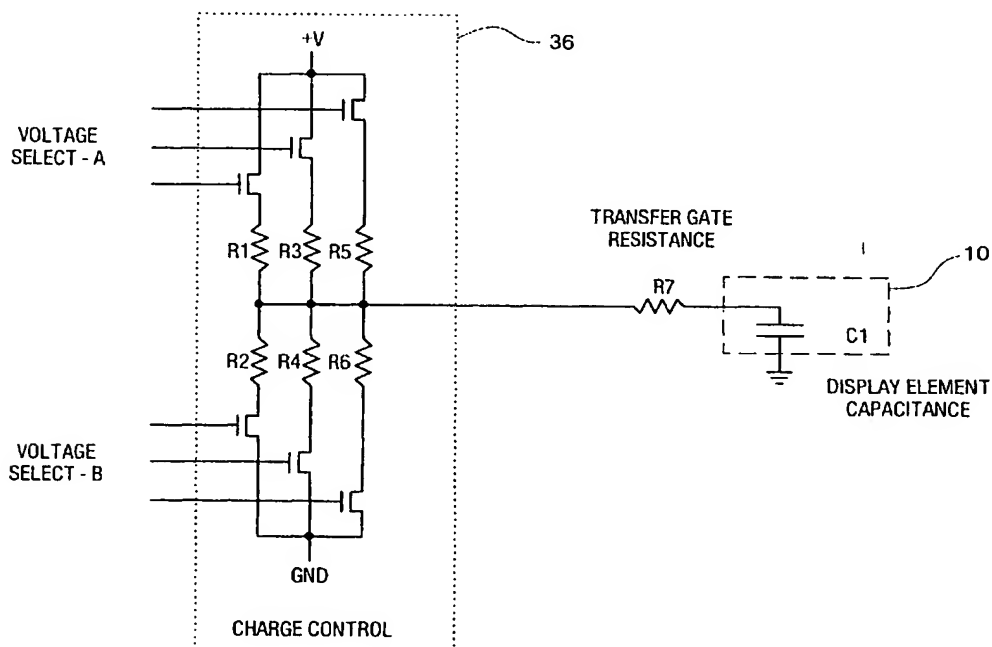 +V
36
VOLTAGE
SELECT - A
R1
R3
R5
TRANSFER GATE
RESISTANCE
10
R7
C1
R2
R4
R6
DISPLAY ELEMENT
CAPACITANCE
VOLTAGE
SELECT - B
GND
CHARGE CONTROL